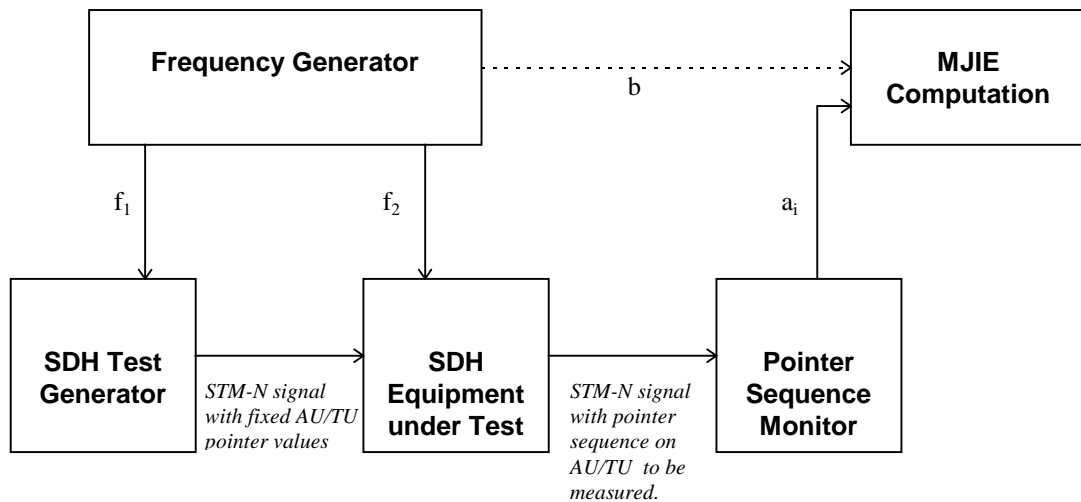 Frequency Generator
MJIE
Computation
b
f₁
f₂
aᵢ
SDH Test
Generator
STM-N signal
with fixed AU/TU
pointer values
SDH
Equipment
under Test
STM-N signal
with pointer
sequence on
AU/TU to be
measured.
Pointer
Sequence
Monitor